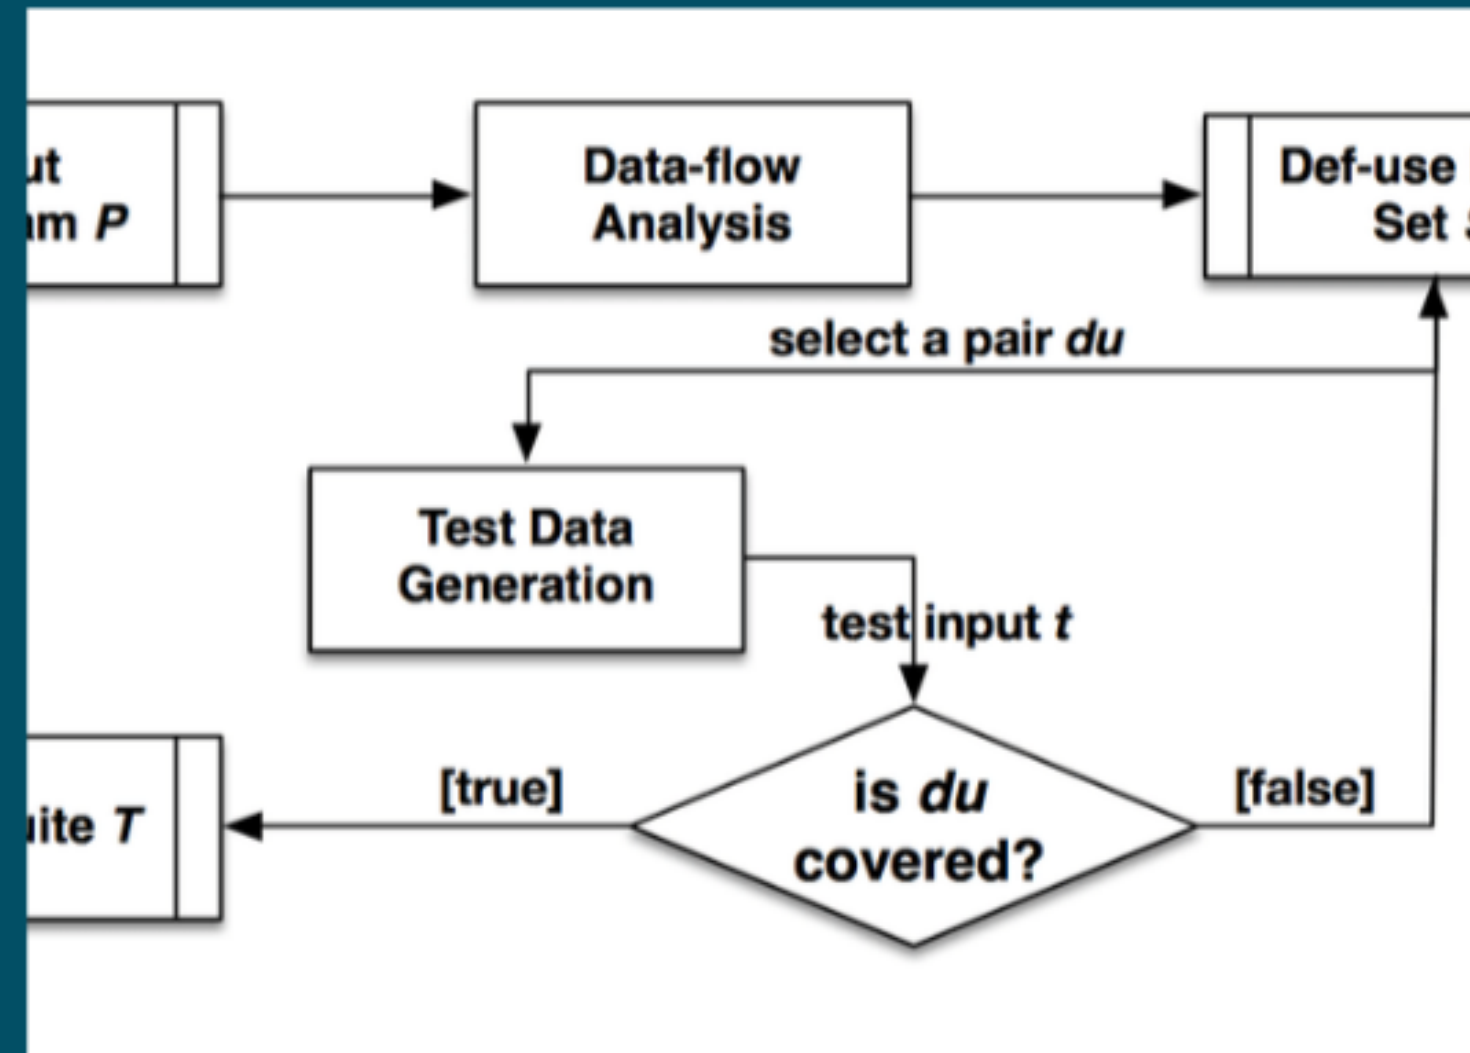 P
Data-flow
Analysis
Def-use
Set
select a pair du
Test Data
Generation
test input t
[true]
is du
covered?
[false]
T